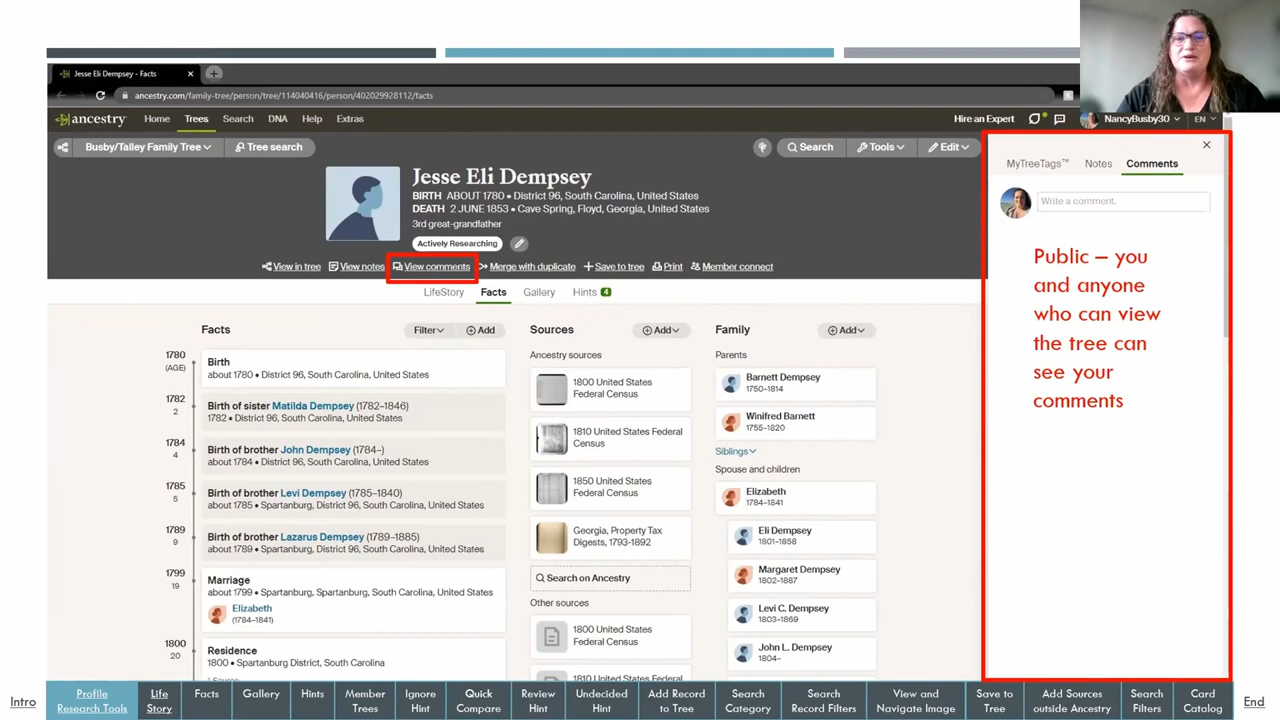 Jesse Eli Dempsey - Facts
ancestry.com/family-tree/person/tree/114040416/person/402029928112/facts
ancestry Home Trees Search DNA Help Extras Hire an Expert NancyBusby30 EN
Busby/Talley Family Tree Tree search Search Tools Edit
Jesse Eli Dempsey
BIRTH ABOUT 1780 • District 96, South Carolina, United States
DEATH 2 JUNE 1853 • Cave Spring, Floyd, Georgia, United States
3rd great-grandfather
Actively Researching
View in tree View notes View comments Merge with duplicate Save to tree Print Member connect
LifeStory Facts Gallery Hints 4
Facts Filter Add
1780
(AGE)
Birth
about 1780 • District 96, South Carolina, United States
1782
2
Birth of sister Matilda Dempsey (1782–1846)
1782 • District 96, South Carolina, United States
1784
4
Birth of brother John Dempsey (1784–)
about 1784 • District 96, South Carolina, United States
1785
5
Birth of brother Levi Dempsey (1785–1840)
about 1785 • Spartanburg, District 96, South Carolina, United States
1789
9
Birth of brother Lazarus Dempsey (1789–1885)
about 1789 • Spartanburg, District 96, South Carolina, United States
1799
19
Marriage
about 1799 • Spartanburg, Spartanburg, South Carolina, United States
Elizabeth
(1784–1841)
1800
20
Residence
1800 • Spartanburg District, South Carolina
1 Source
Sources Add
Ancestry sources
1800 United States
Federal Census
1810 United States Federal
Census
1850 United States
Federal Census
Georgia, Property Tax
Digests, 1793-1892
Search on Ancestry
Other sources
1800 United States
Federal Census
1810 United States Federal
Family Add
Parents
Barnett Dempsey
1750–1814
Winifred Barnett
1755–1820
Siblings
Spouse and children
Elizabeth
1784–1841
Eli Dempsey
1801–1858
Margaret Dempsey
1802–1887
Levi C. Dempsey
1803–1869
John L. Dempsey
1804–
MyTreeTags™ Notes Comments
Write a comment.
Public – you
and anyone
who can view
the tree can
see your
comments
Intro
Profile
Research Tools
Life
Story
Facts
Gallery
Hints
Member
Trees
Ignore
Hint
Quick
Compare
Review
Hint
Undecided
Hint
Add Record
to Tree
Search
Category
Search
Record Filters
View and
Navigate Image
Save to
Tree
Add Sources
outside Ancestry
Search
Filters
Card
Catalog
End